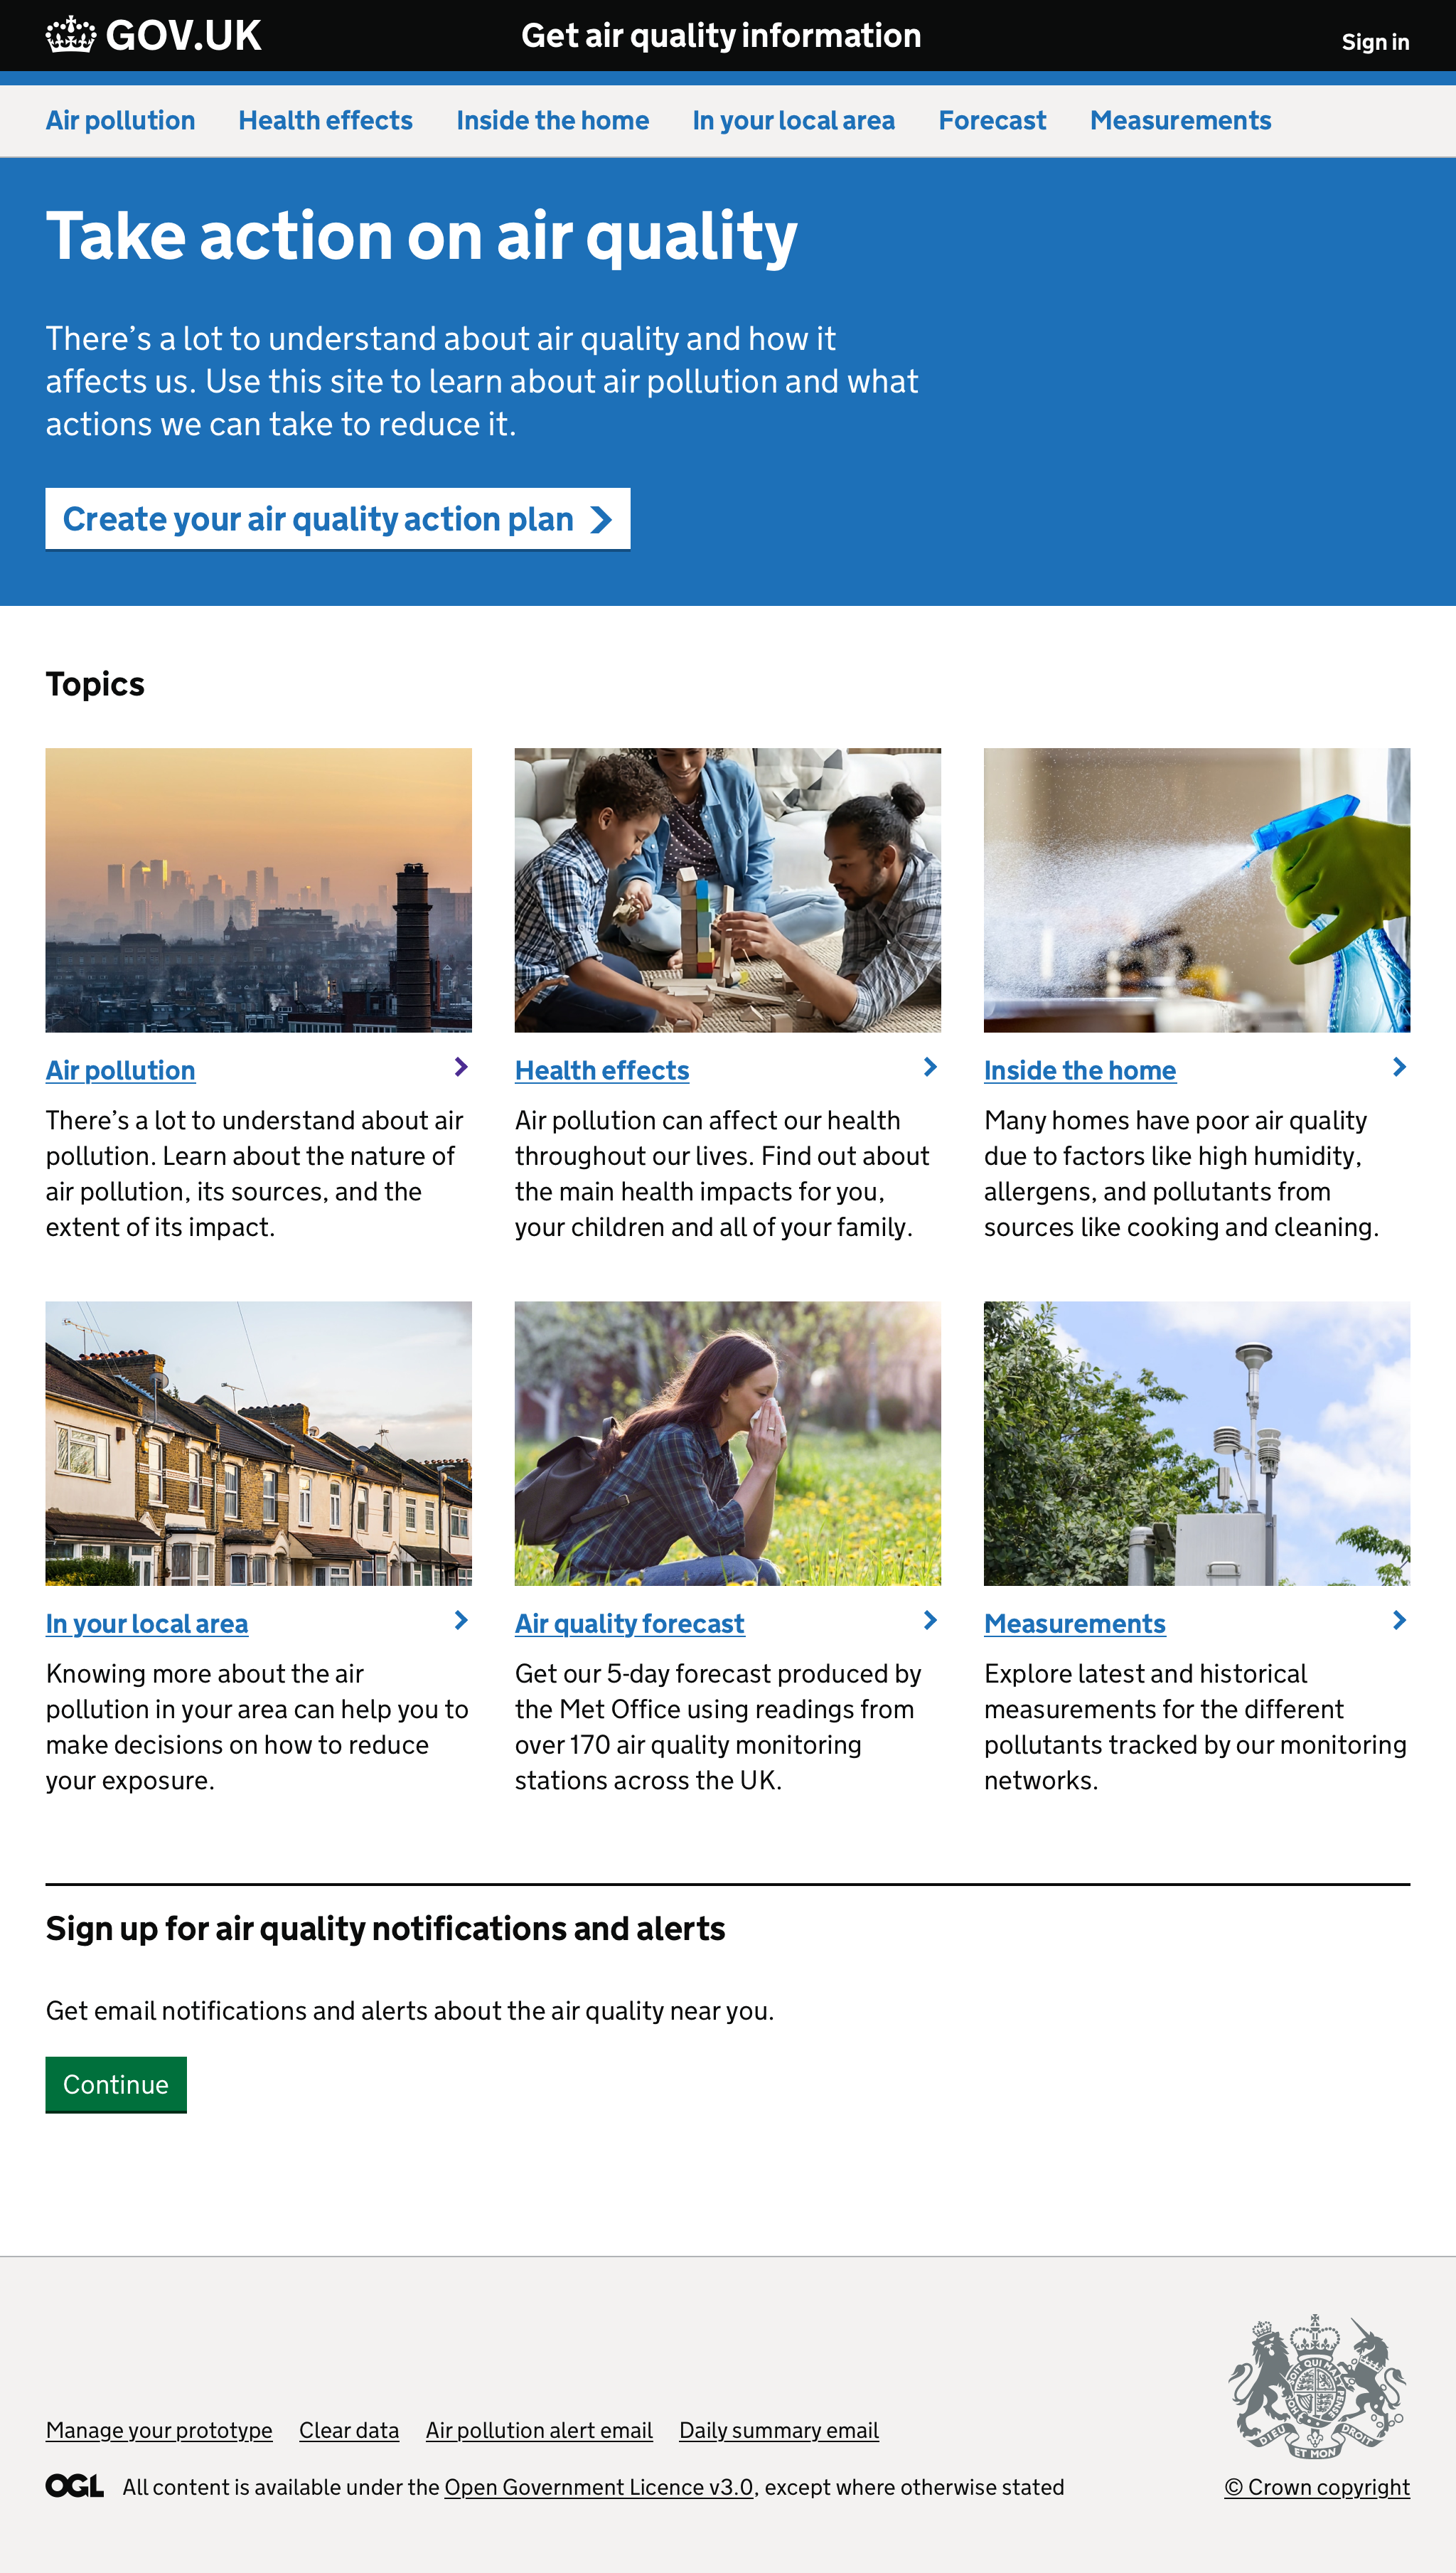 GOV.UK
Get air quality information
Sign in
Air pollution
Health effects
Inside the home
In your local area
Forecast
Measurements
Take action on air quality
There’s a lot to understand about air quality and how it
affects us. Use this site to learn about air pollution and what
actions we can take to reduce it.
Create your air quality action plan
Topics
Air pollution
There’s a lot to understand about air
pollution. Learn about the nature of
air pollution, its sources, and the
extent of its impact.
Health effects
Air pollution can affect our health
throughout our lives. Find out about
the main health impacts for you,
your children and all of your family.
Inside the home
Many homes have poor air quality
due to factors like high humidity,
allergens, and pollutants from
sources like cooking and cleaning.
In your local area
Knowing more about the air
pollution in your area can help you to
make decisions on how to reduce
your exposure.
Air quality forecast
Get our 5-day forecast produced by
the Met Office using readings from
over 170 air quality monitoring
stations across the UK.
Measurements
Explore latest and historical
measurements for the different
pollutants tracked by our monitoring
networks.
Sign up for air quality notifications and alerts
Get email notifications and alerts about the air quality near you.
Continue
Manage your prototype
Clear data
Air pollution alert email
Daily summary email
OGL
All content is available under the Open Government Licence v3.0, except where otherwise stated
DIEU ET MON DROIT
© Crown copyright